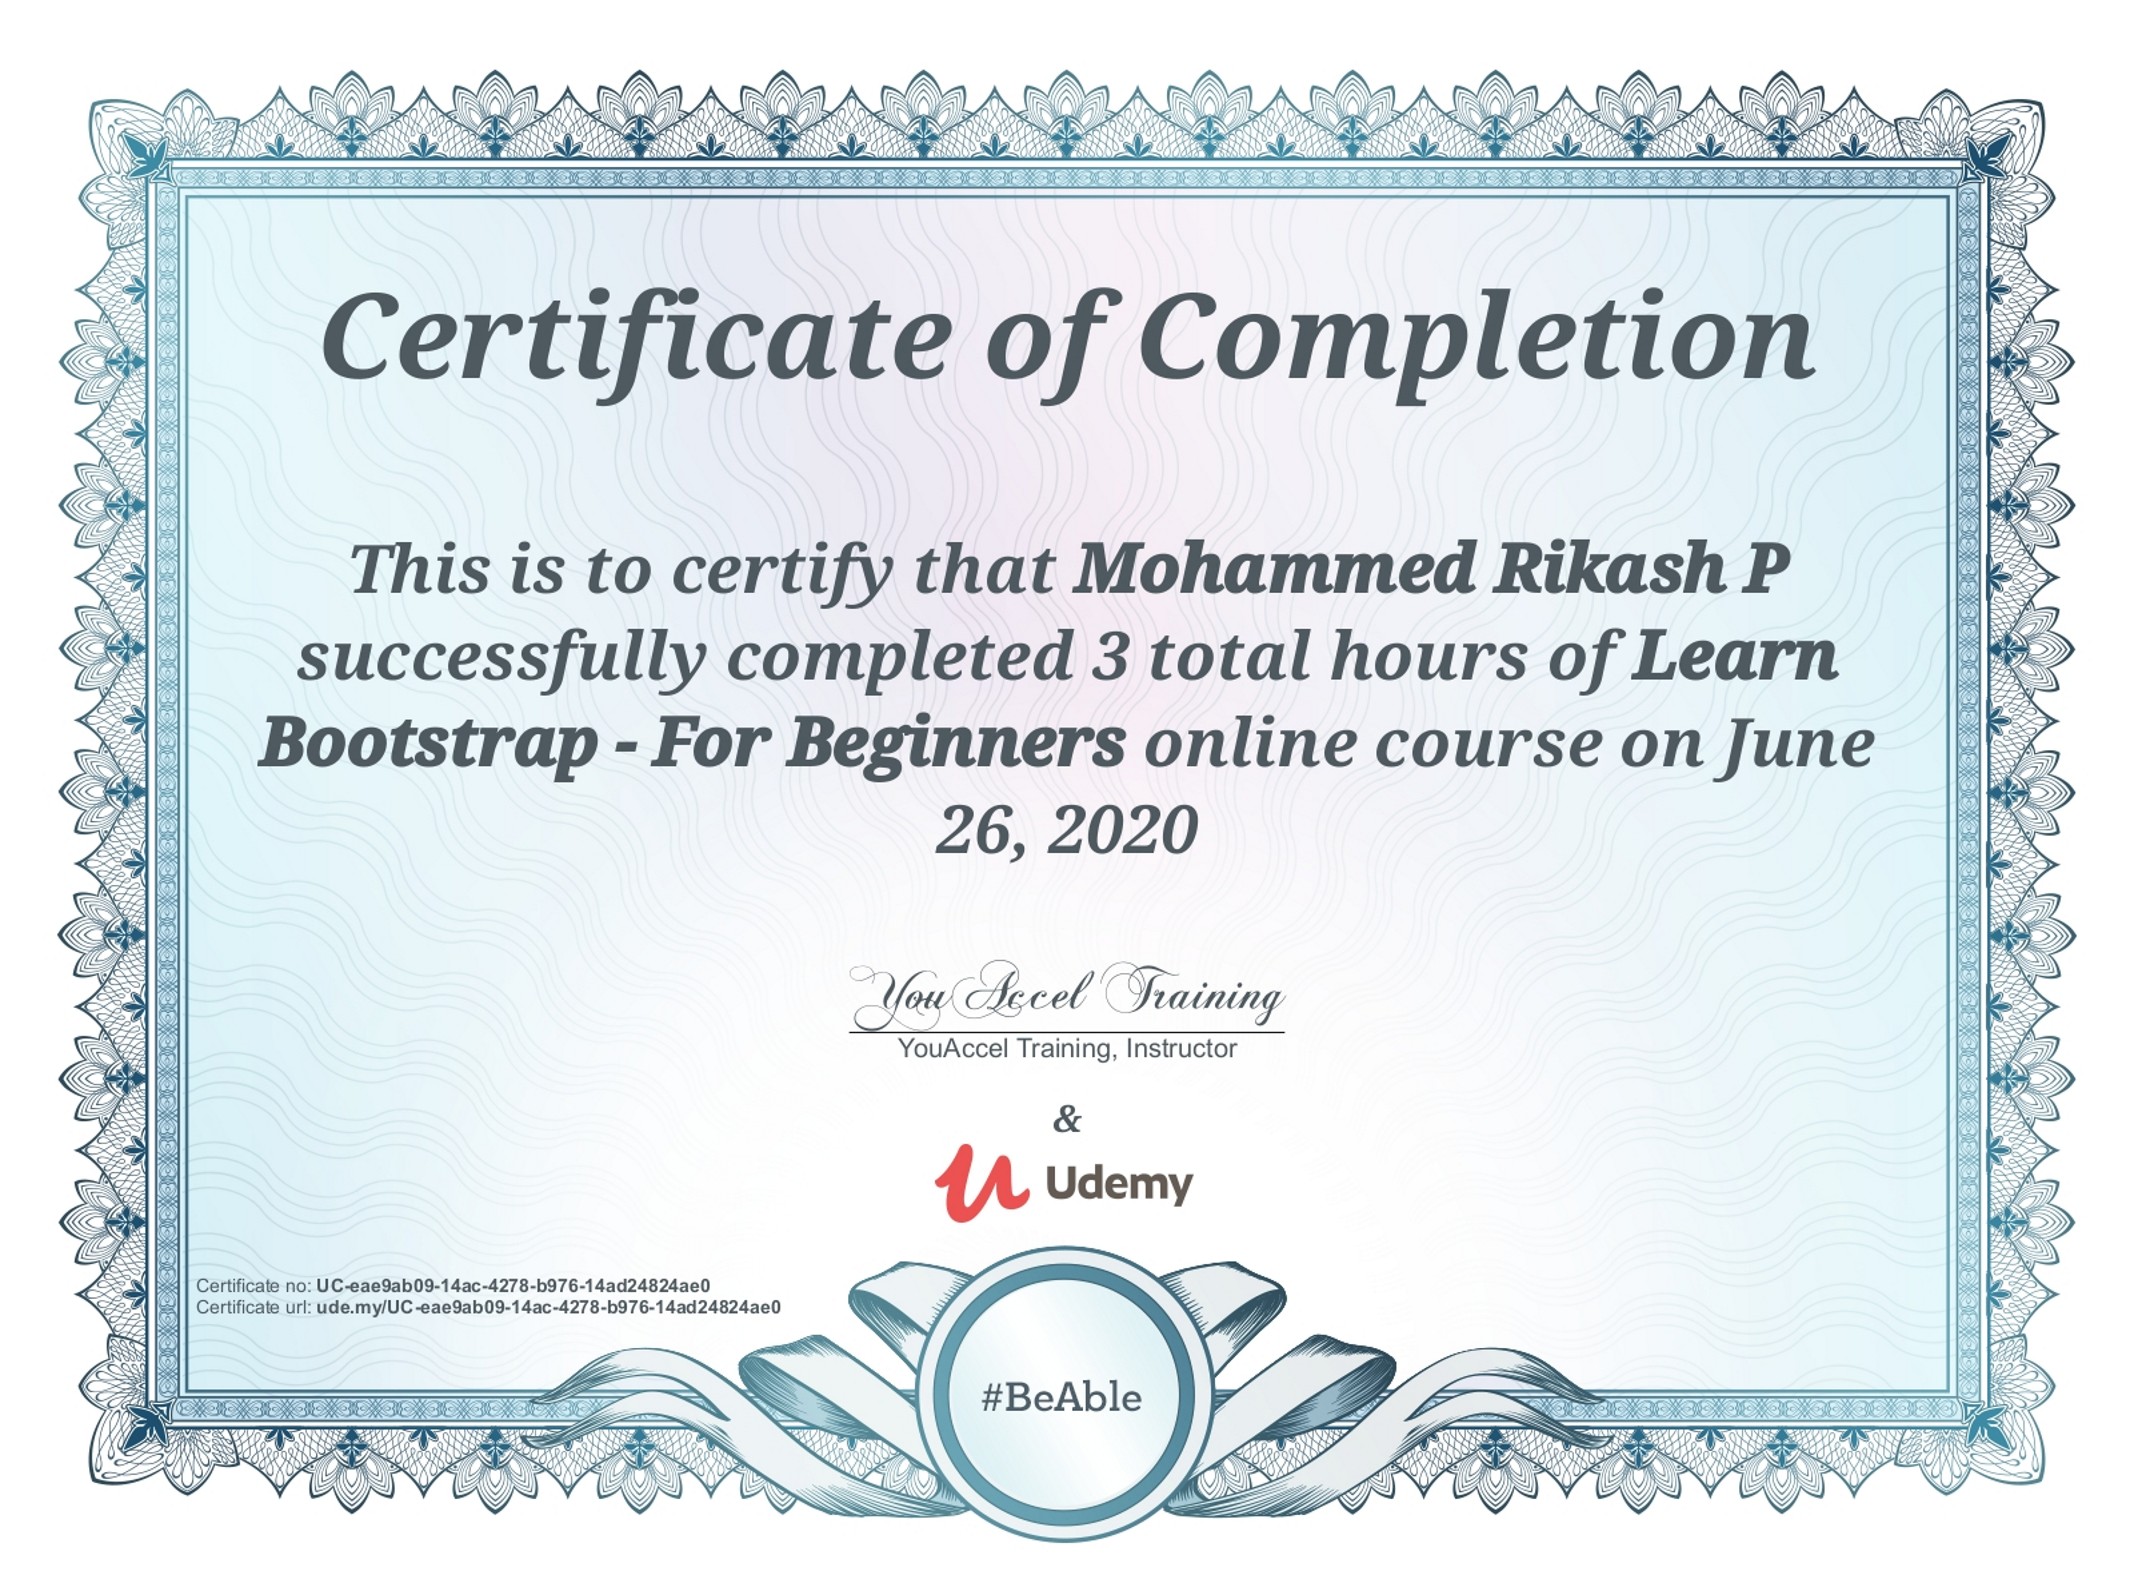 Certificate of Completion
This is to certify that Mohammed Rikash P
successfully completed 3 total hours of Learn
Bootstrap - For Beginners online course on June
26, 2020
YouAccel Training
YouAccel Training, Instructor
&
Udemy
Certificate no: UC-eae9ab09-14ac-4278-b976-14ad24824ae0
Certificate url: ude.my/UC-eae9ab09-14ac-4278-b976-14ad24824ae0
#BeAble